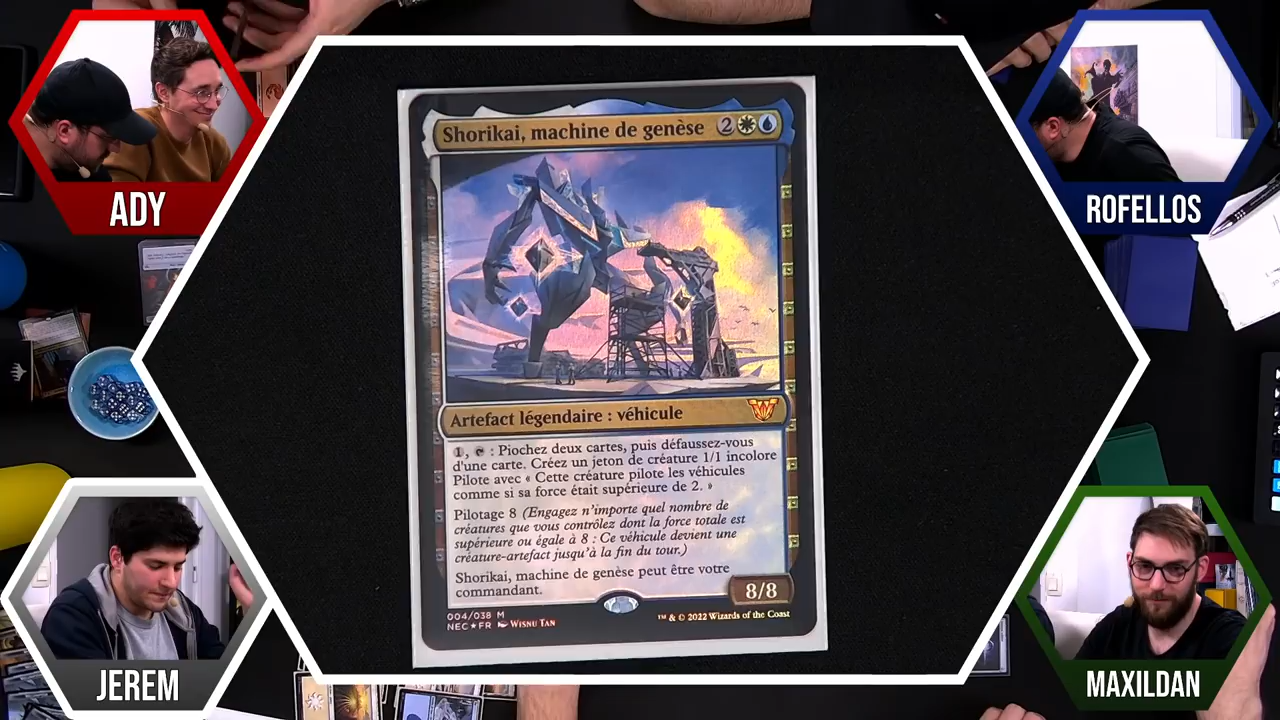 ADY
ROFELLOS
Shorikai, machine de genèse 2
Artefact légendaire : véhicule
1, : Piochez deux cartes, puis défaussez-vous
d'une carte. Créez un jeton de créature 1/1 incolore
Pilote avec « Cette créature pilote les véhicules
comme si sa force était supérieure de 2. »
Pilotage 8 (Engagez n'importe quel nombre de
créatures que vous contrôlez dont la force totale est
supérieure ou égale à 8 : Ce véhicule devient une
créature-artefact jusqu'à la fin du tour.)
Shorikai, machine de genèse peut être votre
commandant.
8/8
004/038 M
NEC★FR Wisnu Tan
™ & © 2022 Wizards of the Coast
JEREM
MAXILDAN